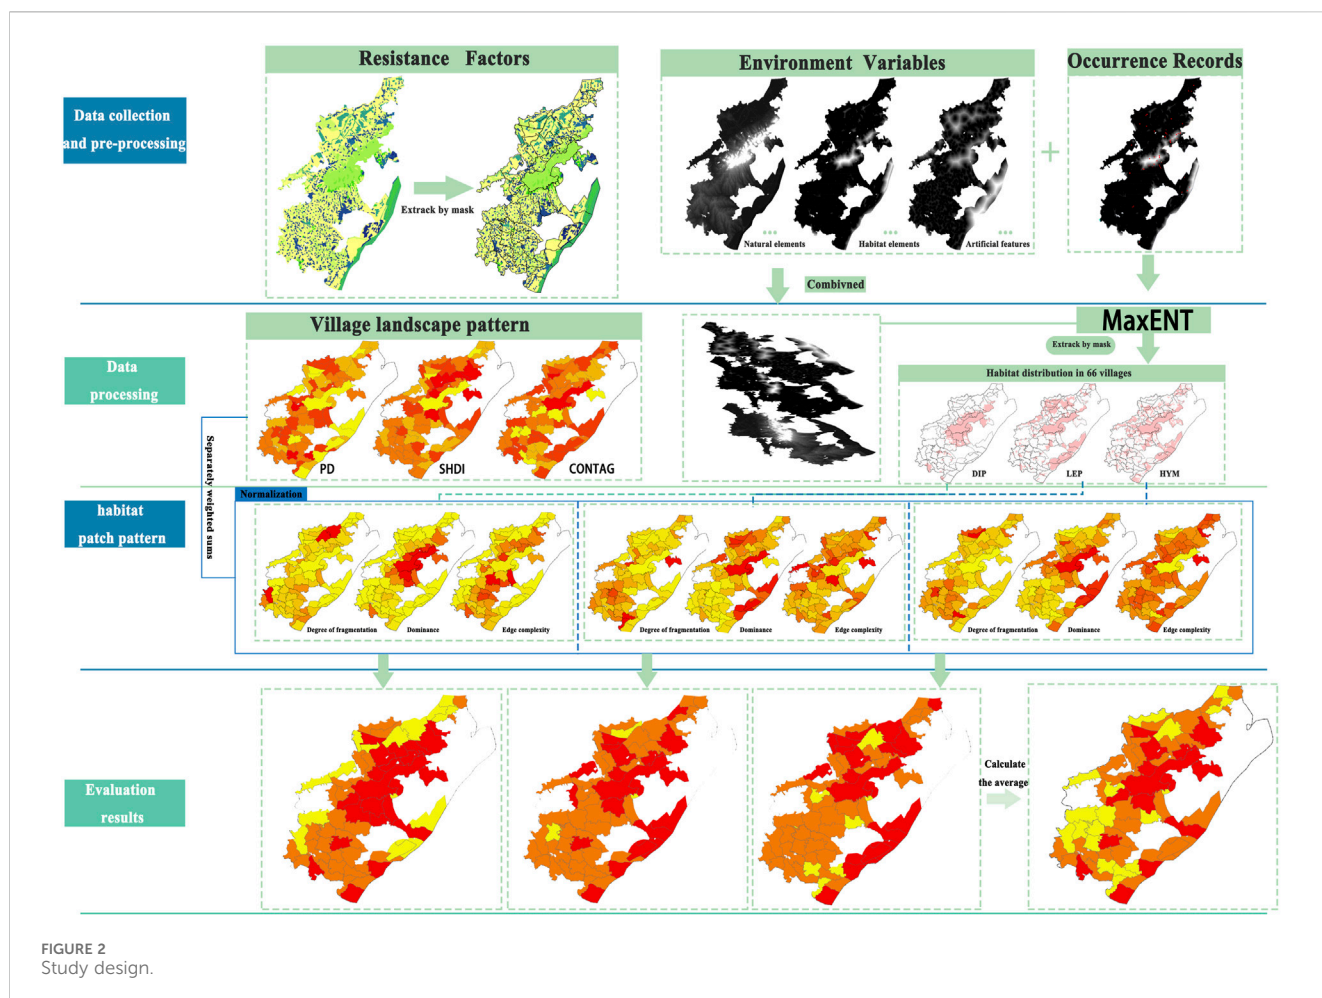 Resistance Factors
Environment Variables
Occurrence Records
Data collection
and pre-processing
Extrack by mask
+
Natural elements
Habitat elements
Artificial features
Combivned
Village landscape pattern
MaxENT
Extrack by mask
Data
processing
Habitat distribution in 66 villages
PD
SHDI
CONTAG
DIP
LEP
HYM
Separately weighted sums
Normalization
habitat
patch pattern
Degree of fragmentation
Dominance
Edge complexity
Degree of fragmentation
Dominance
Edge complexity
Degree of fragmentation
Dominance
Edge complexity
Evaluation
results
Calculate
the average
FIGURE 2
Study design.